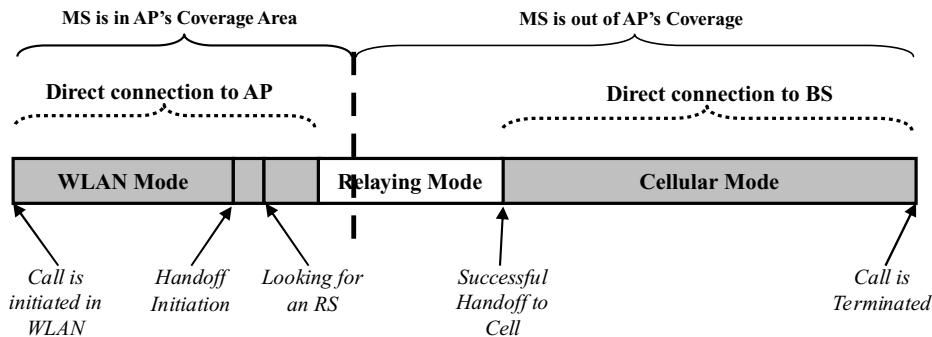 MS is in AP's Coverage Area
MS is out of AP's Coverage
Direct connection to AP
Direct connection to BS
WLAN Mode
Relaying Mode
Cellular Mode
Call is
initiated in
WLAN
Handoff
Initiation
Looking for
an RS
Successful
Handoff to
Cell
Call is
Terminated